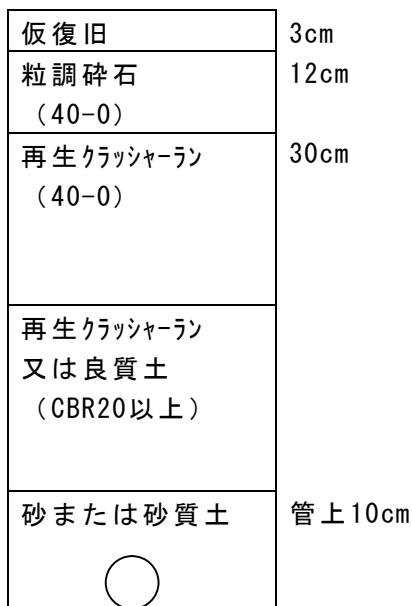 仮復旧 3cm
粒調砕石 12cm
（40-0）
再生ｸﾗｯｼｬｰﾗﾝ 30cm
（40-0）
再生ｸﾗｯｼｬｰﾗﾝ
又は良質土
（CBR20以上）
砂または砂質土 管上10cm